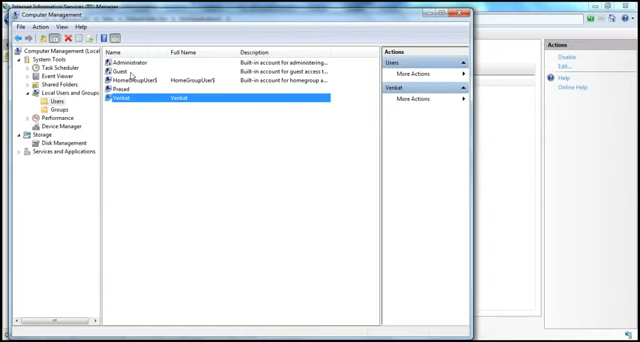 Internet Information Services (IIS) Manager
Computer Management
File Action View Help
Computer Management (Local
System Tools
Task Scheduler
Event Viewer
Shared Folders
Local Users and Groups
Users
Groups
Performance
Device Manager
Storage
Disk Management
Services and Applications
Name Full Name Description
Administrator Built-in account for administering...
Guest Built-in account for guest access t...
HomeGroupUser$ HomeGroupUser$ Built-in account for homegroup a...
Prasad
Venkat Venkat
Actions
Users
More Actions
Venkat
More Actions
Actions
Disable
Edit...
Help
Online Help